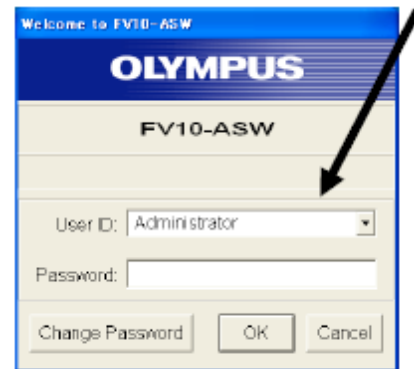 Welcome to FV10-ASW
OLYMPUS
FV10-ASW
User ID: Administrator
Password:
Change Password OK Cancel